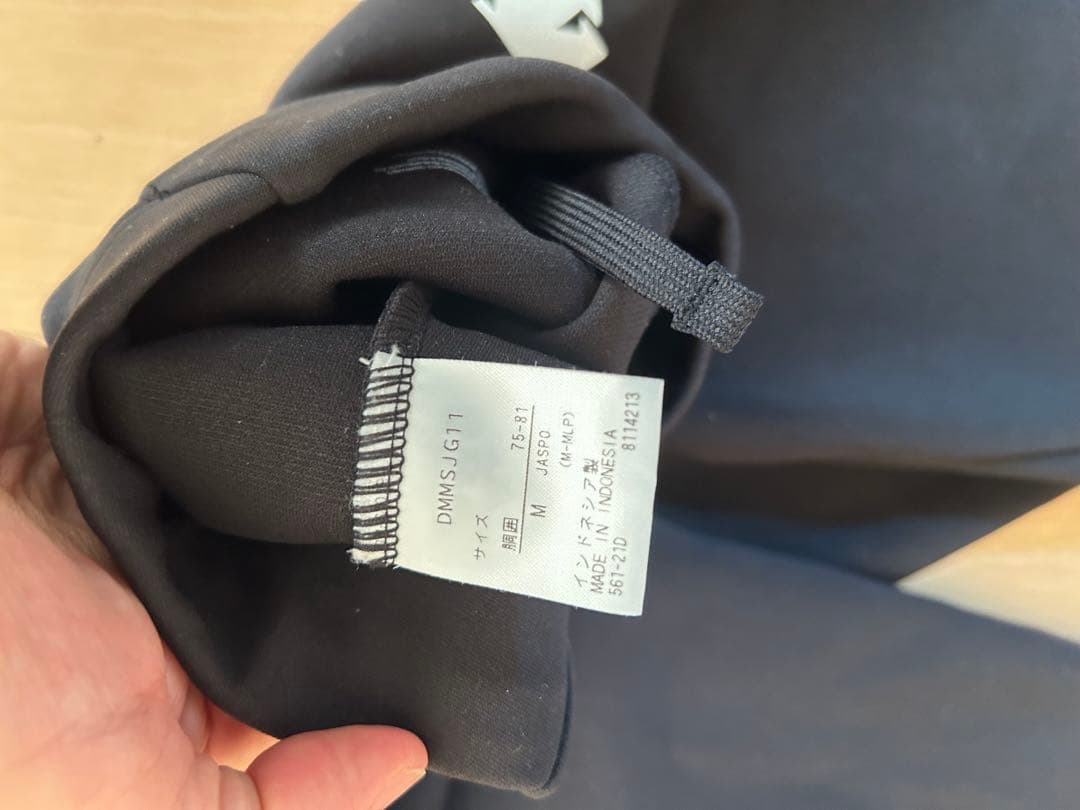 DMMSJG11
サイズ
胴囲 75-81
M JASPO
(M-MLP)
インドネシア製
MADE IN INDONESIA
561-21D 8114213